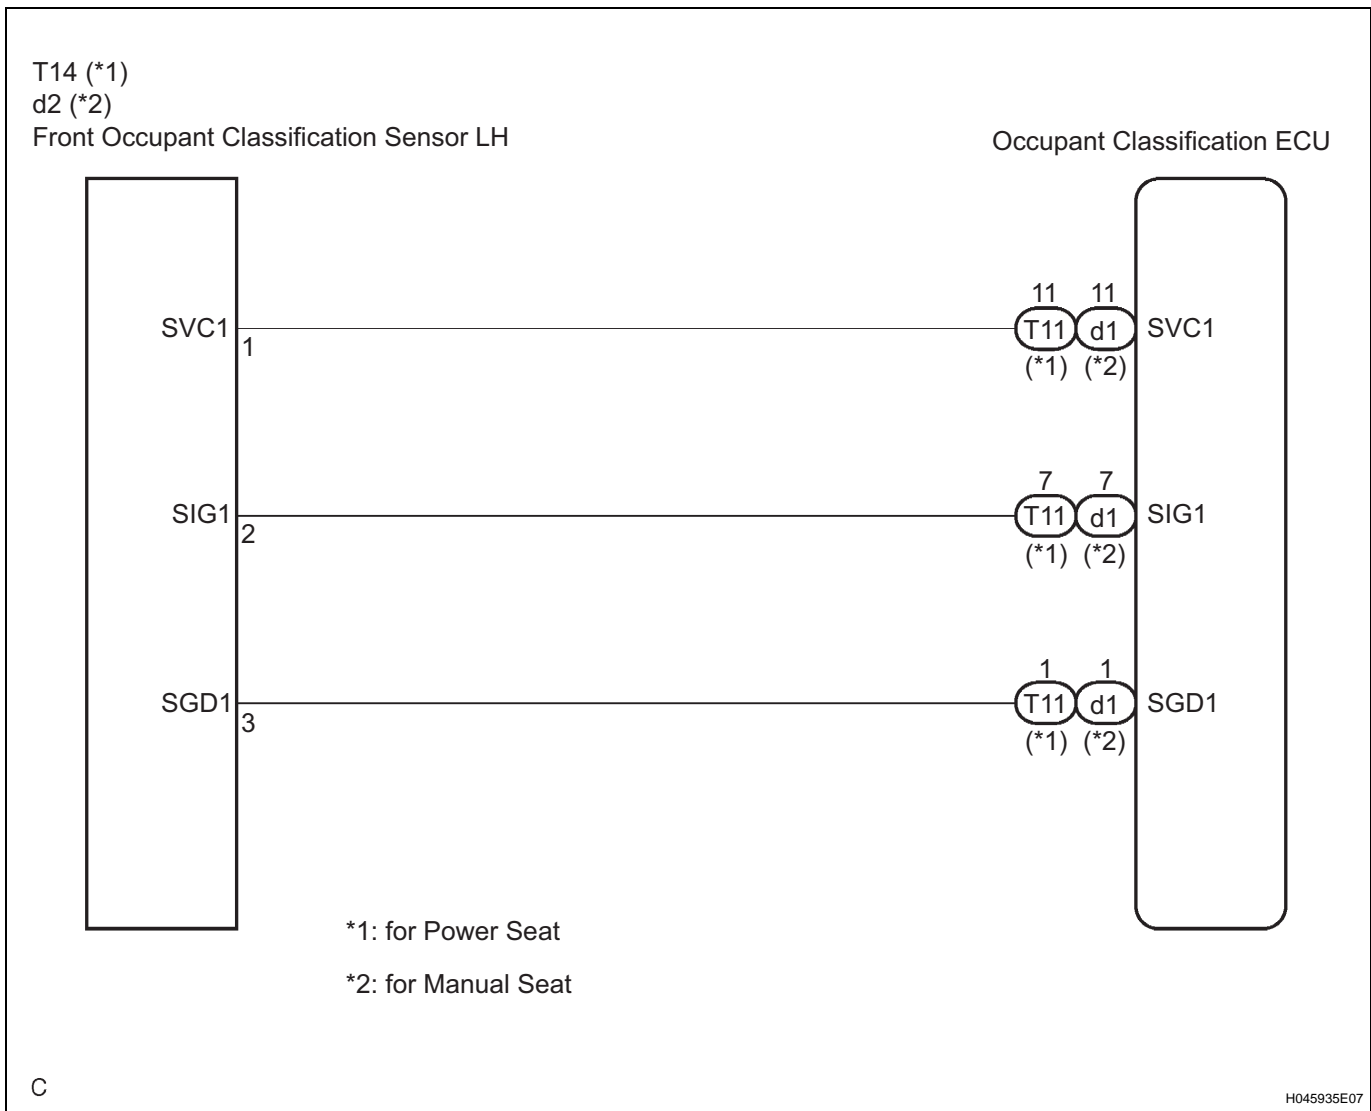 T14 (*1)
d2 (*2)
Front Occupant Classification Sensor LH
Occupant Classification ECU
SVC1
1
11 11
T11 d1
(*1) (*2)
SVC1
SIG1
2
7 7
T11 d1
(*1) (*2)
SIG1
SGD1
3
1 1
T11 d1
(*1) (*2)
SGD1
*1: for Power Seat
*2: for Manual Seat
C
H045935E07